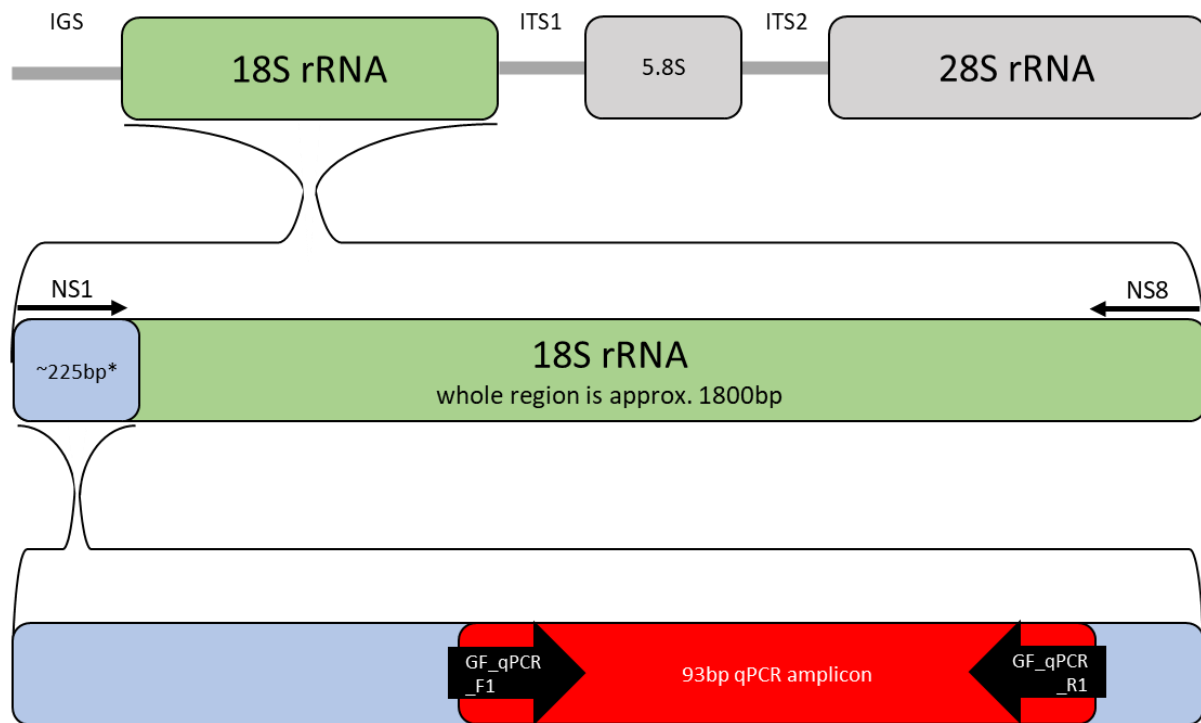 IGS
ITS1
ITS2
18S rRNA
5.8S
28S rRNA
NS1
NS8
~225bp*
18S rRNA
whole region is approx. 1800bp
GF_qPCR
_F1
93bp qPCR amplicon
GF_qPCR
_R1